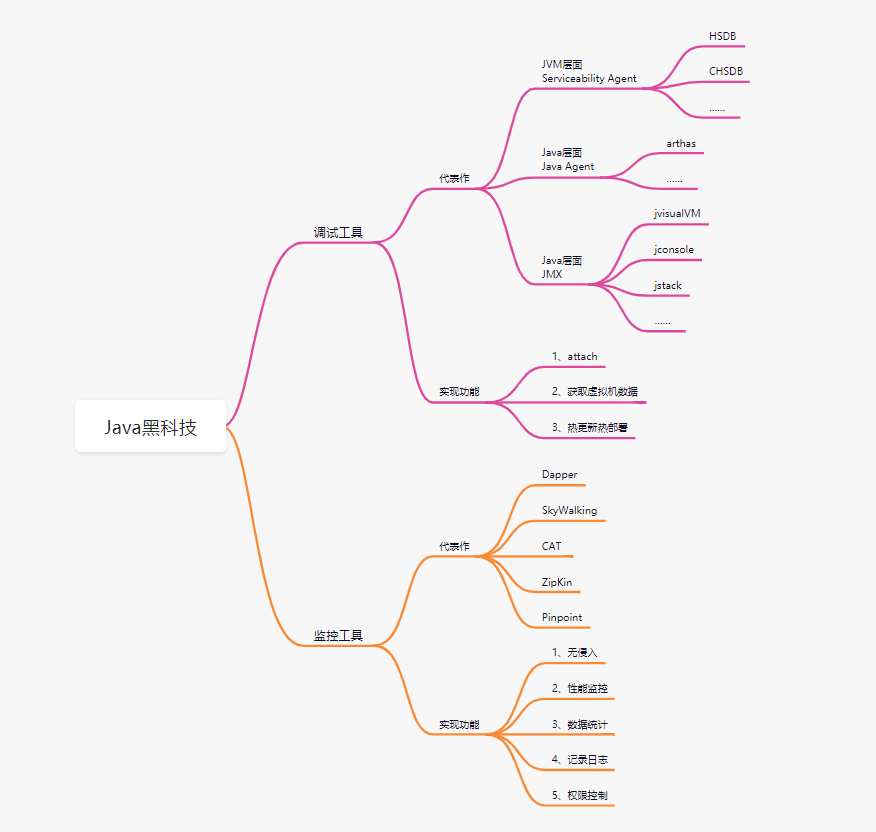 HSDB
JVM层面
Serviceability Agent
CHSDB
......
arthas
Java层面
Java Agent
......
代表作
jvisualVM
调试工具
jconsole
Java层面
JMX
jstack
......
1、attach
实现功能
2、获取虚拟机数据
3、热更新热部署
Java黑科技
Dapper
SkyWalking
代表作
CAT
ZipKin
Pinpoint
监控工具
1、无侵入
2、性能监控
实现功能
3、数据统计
4、记录日志
5、权限控制